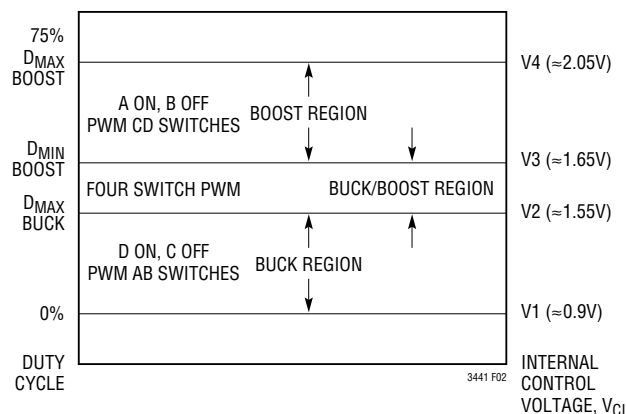 75%
DMAX
BOOST
V4 (≈2.05V)
A ON, B OFF
PWM CD SWITCHES
BOOST REGION
DMIN
BOOST
V3 (≈1.65V)
FOUR SWITCH PWM
BUCK/BOOST REGION
DMAX
BUCK
V2 (≈1.55V)
D ON, C OFF
PWM AB SWITCHES
BUCK REGION
0%
V1 (≈0.9V)
DUTY
CYCLE
3441 F02
INTERNAL
CONTROL
VOLTAGE, VCI